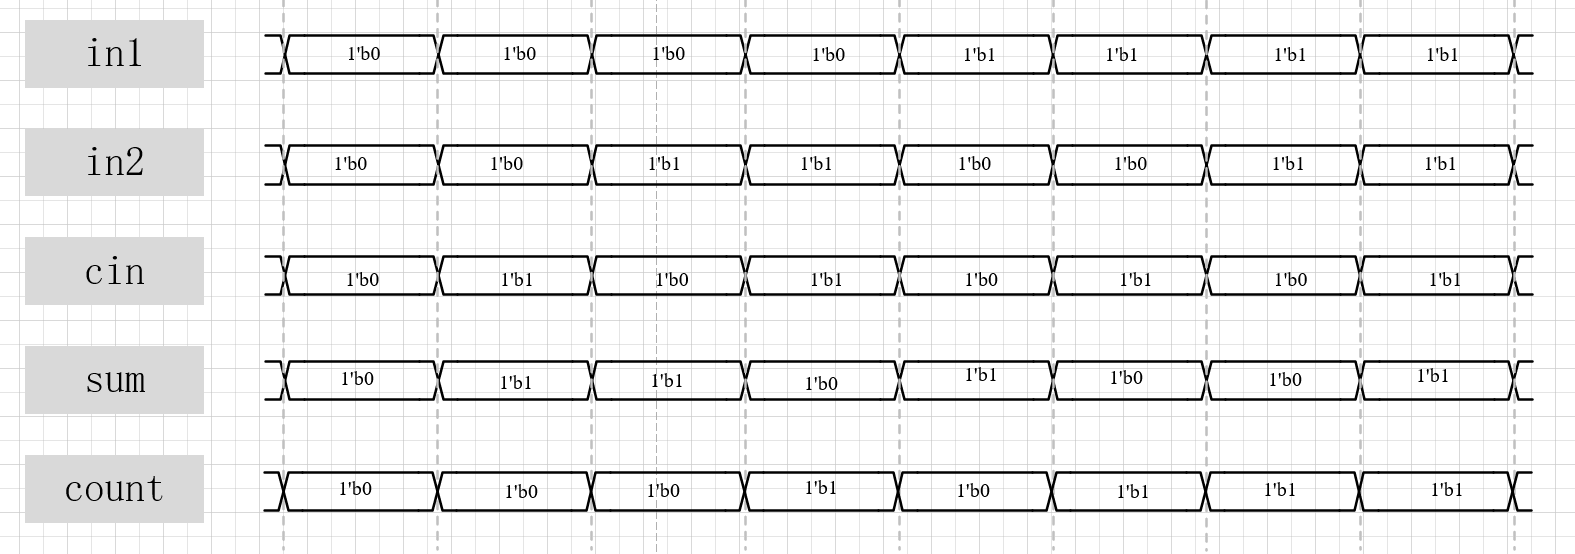 in1 1'b0 1'b0 1'b0 1'b0 1'b1 1'b1 1'b1 1'b1
in2 1'b0 1'b0 1'b1 1'b1 1'b0 1'b0 1'b1 1'b1
cin 1'b0 1'b1 1'b0 1'b1 1'b0 1'b1 1'b0 1'b1
sum 1'b0 1'b1 1'b1 1'b0 1'b1 1'b0 1'b0 1'b1
count 1'b0 1'b0 1'b0 1'b1 1'b0 1'b1 1'b1 1'b1